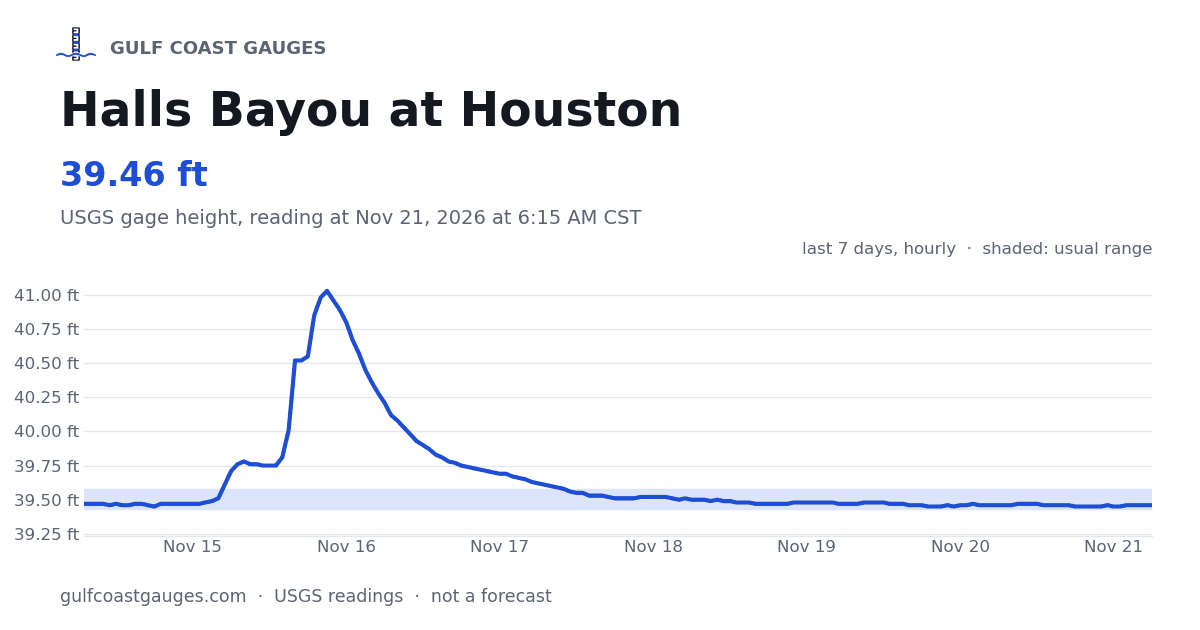 GULF COAST GAUGES
Halls Bayou at Houston
39.46 ft
USGS gage height, reading at Nov 21, 2026 at 6:15 AM CST
last 7 days, hourly · shaded: usual range
41.00 ft
40.75 ft
40.50 ft
40.25 ft
40.00 ft
39.75 ft
39.50 ft
39.25 ft
Nov 15 Nov 16 Nov 17 Nov 18 Nov 19 Nov 20 Nov 21
gulfcoastgauges.com · USGS readings · not a forecast